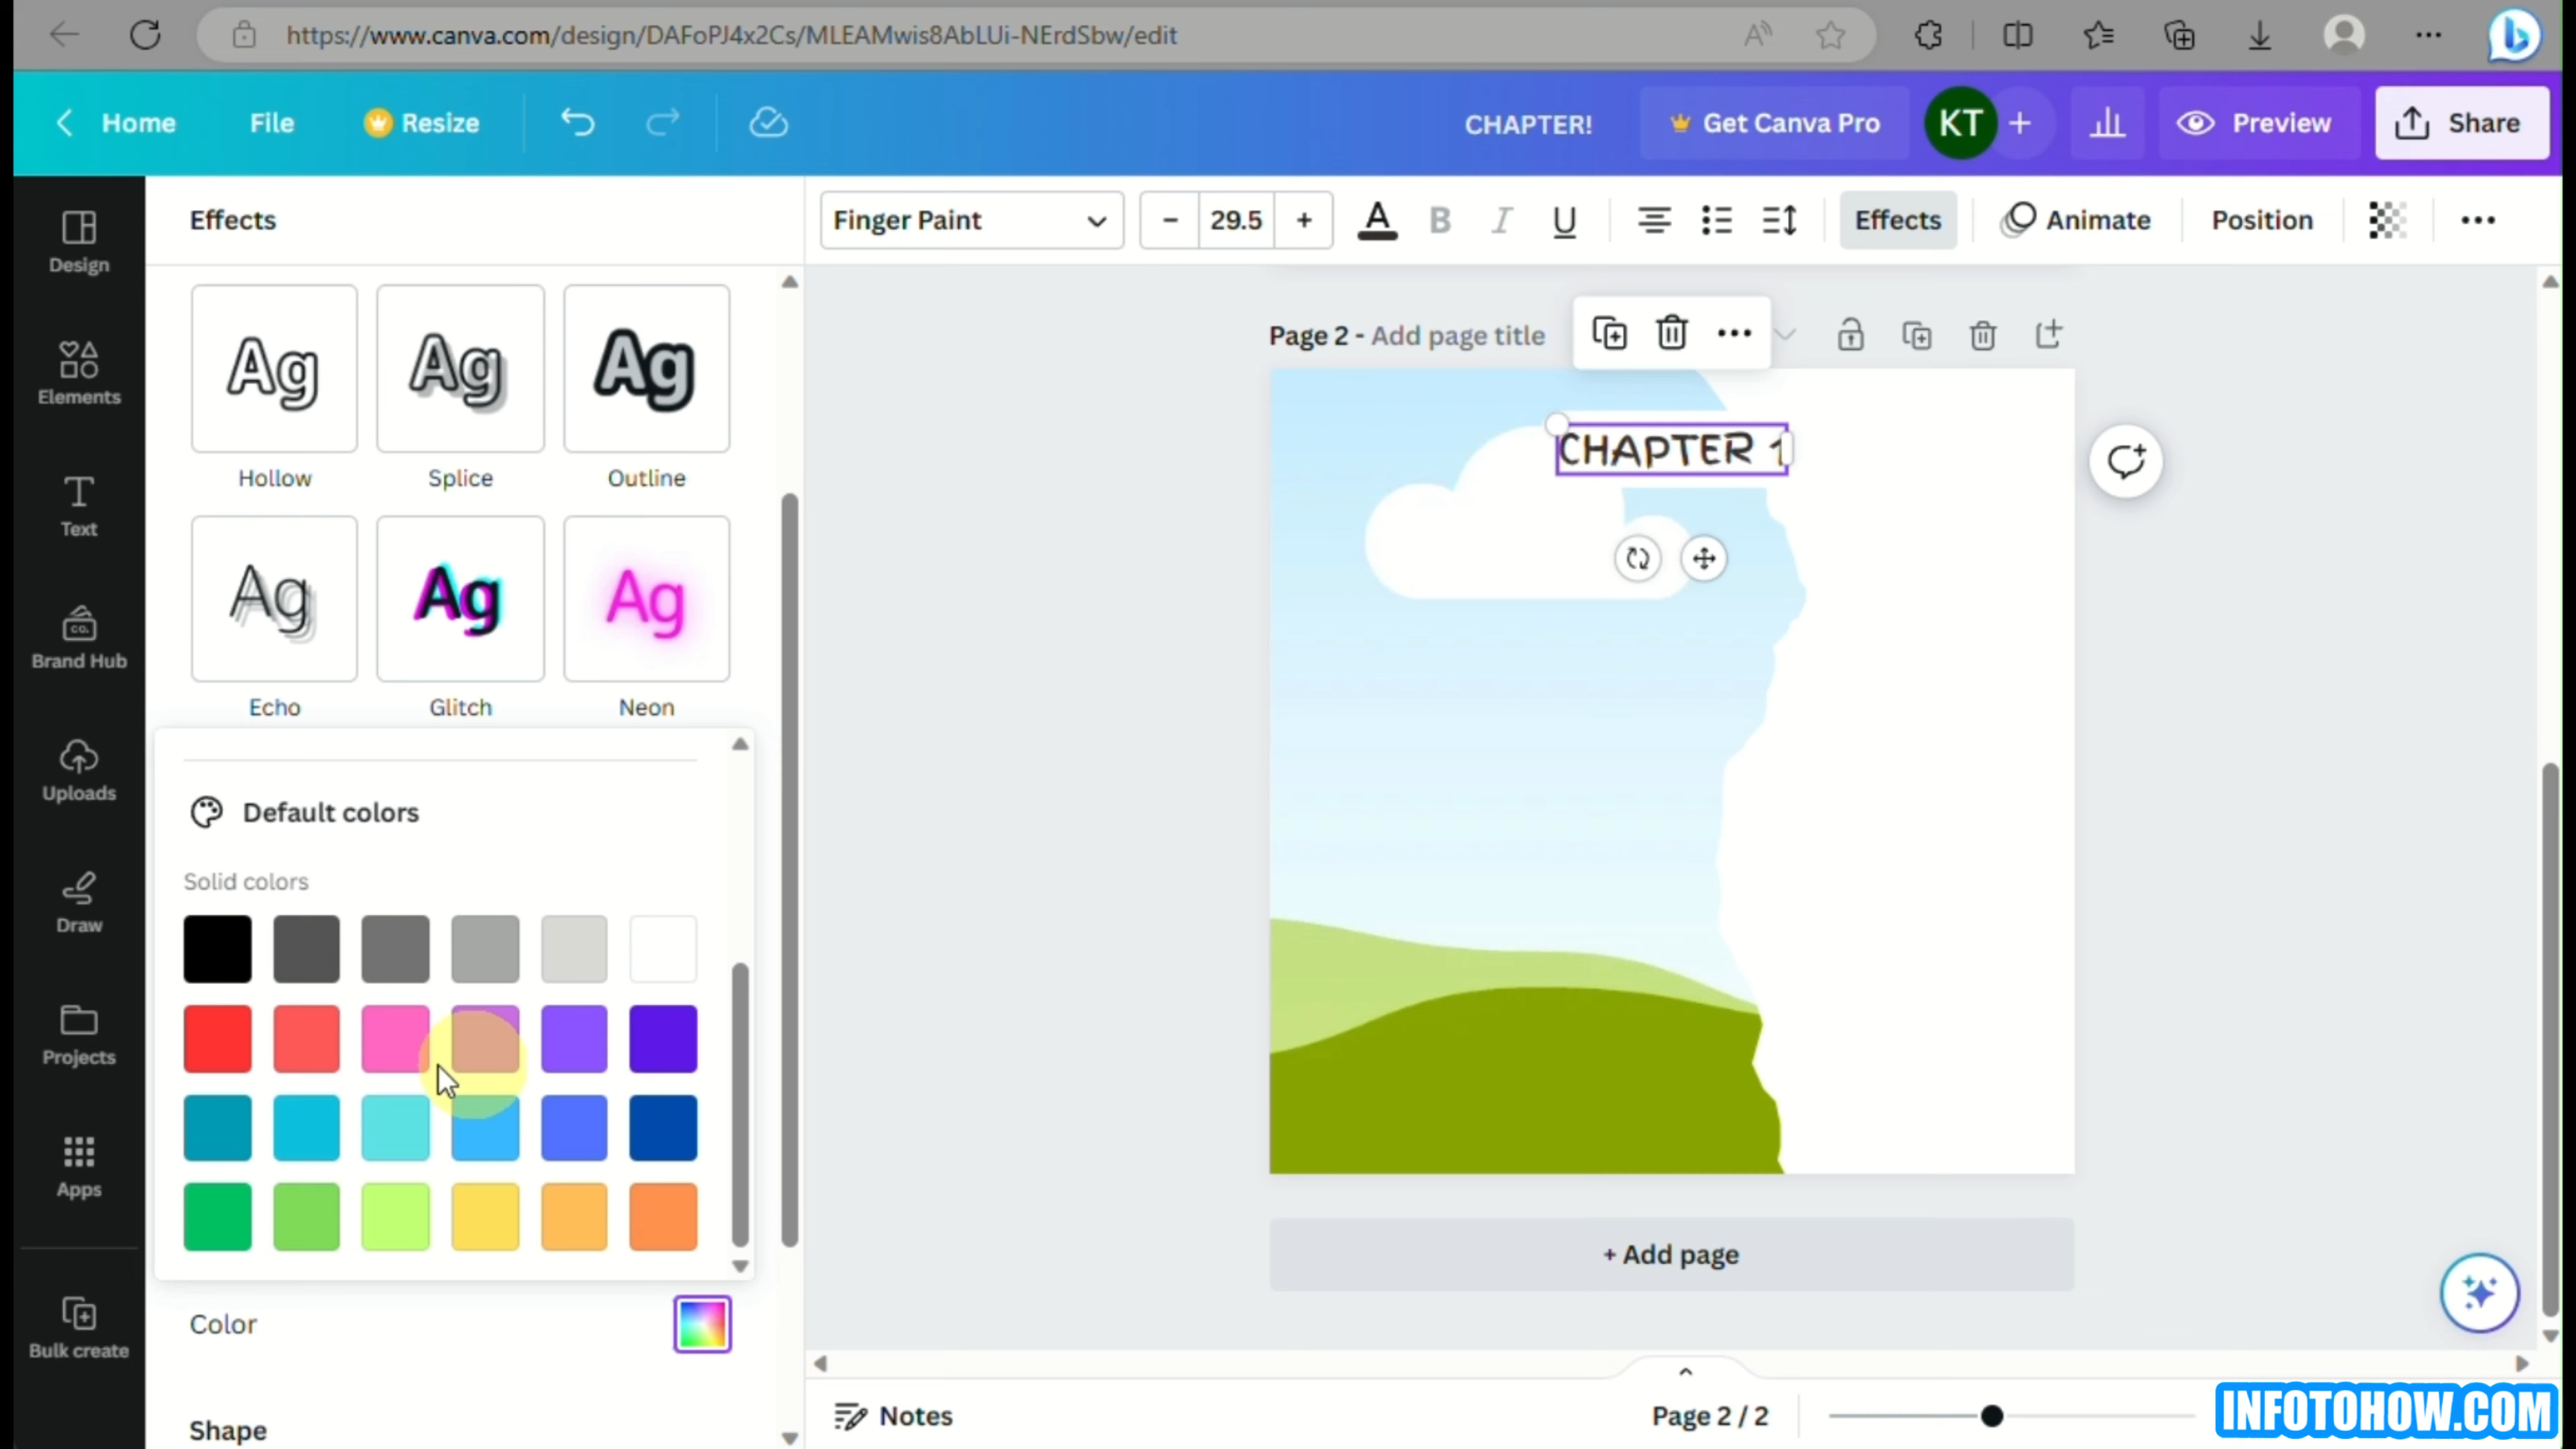 https://www.canva.com/design/DAFoPJ4x2Cs/MLEAMwis8AbLUi-NErdSbw/edit
Home File Resize CHAPTER! Get Canva Pro KT + Preview Share
Effects Finger Paint - 29.5 + A B I U Effects Animate Position
Design
Elements
Text
Brand Hub
CO.
Uploads
Draw
Projects
Apps
Bulk create
Ag Ag Ag
Hollow Splice Outline
Ag Ag Ag
Echo Glitch Neon
Default colors
Solid colors
Color
Shape
Page 2 - Add page title
CHAPTER 1
+ Add page
Notes Page 2 / 2
INFOTOHOW.COM